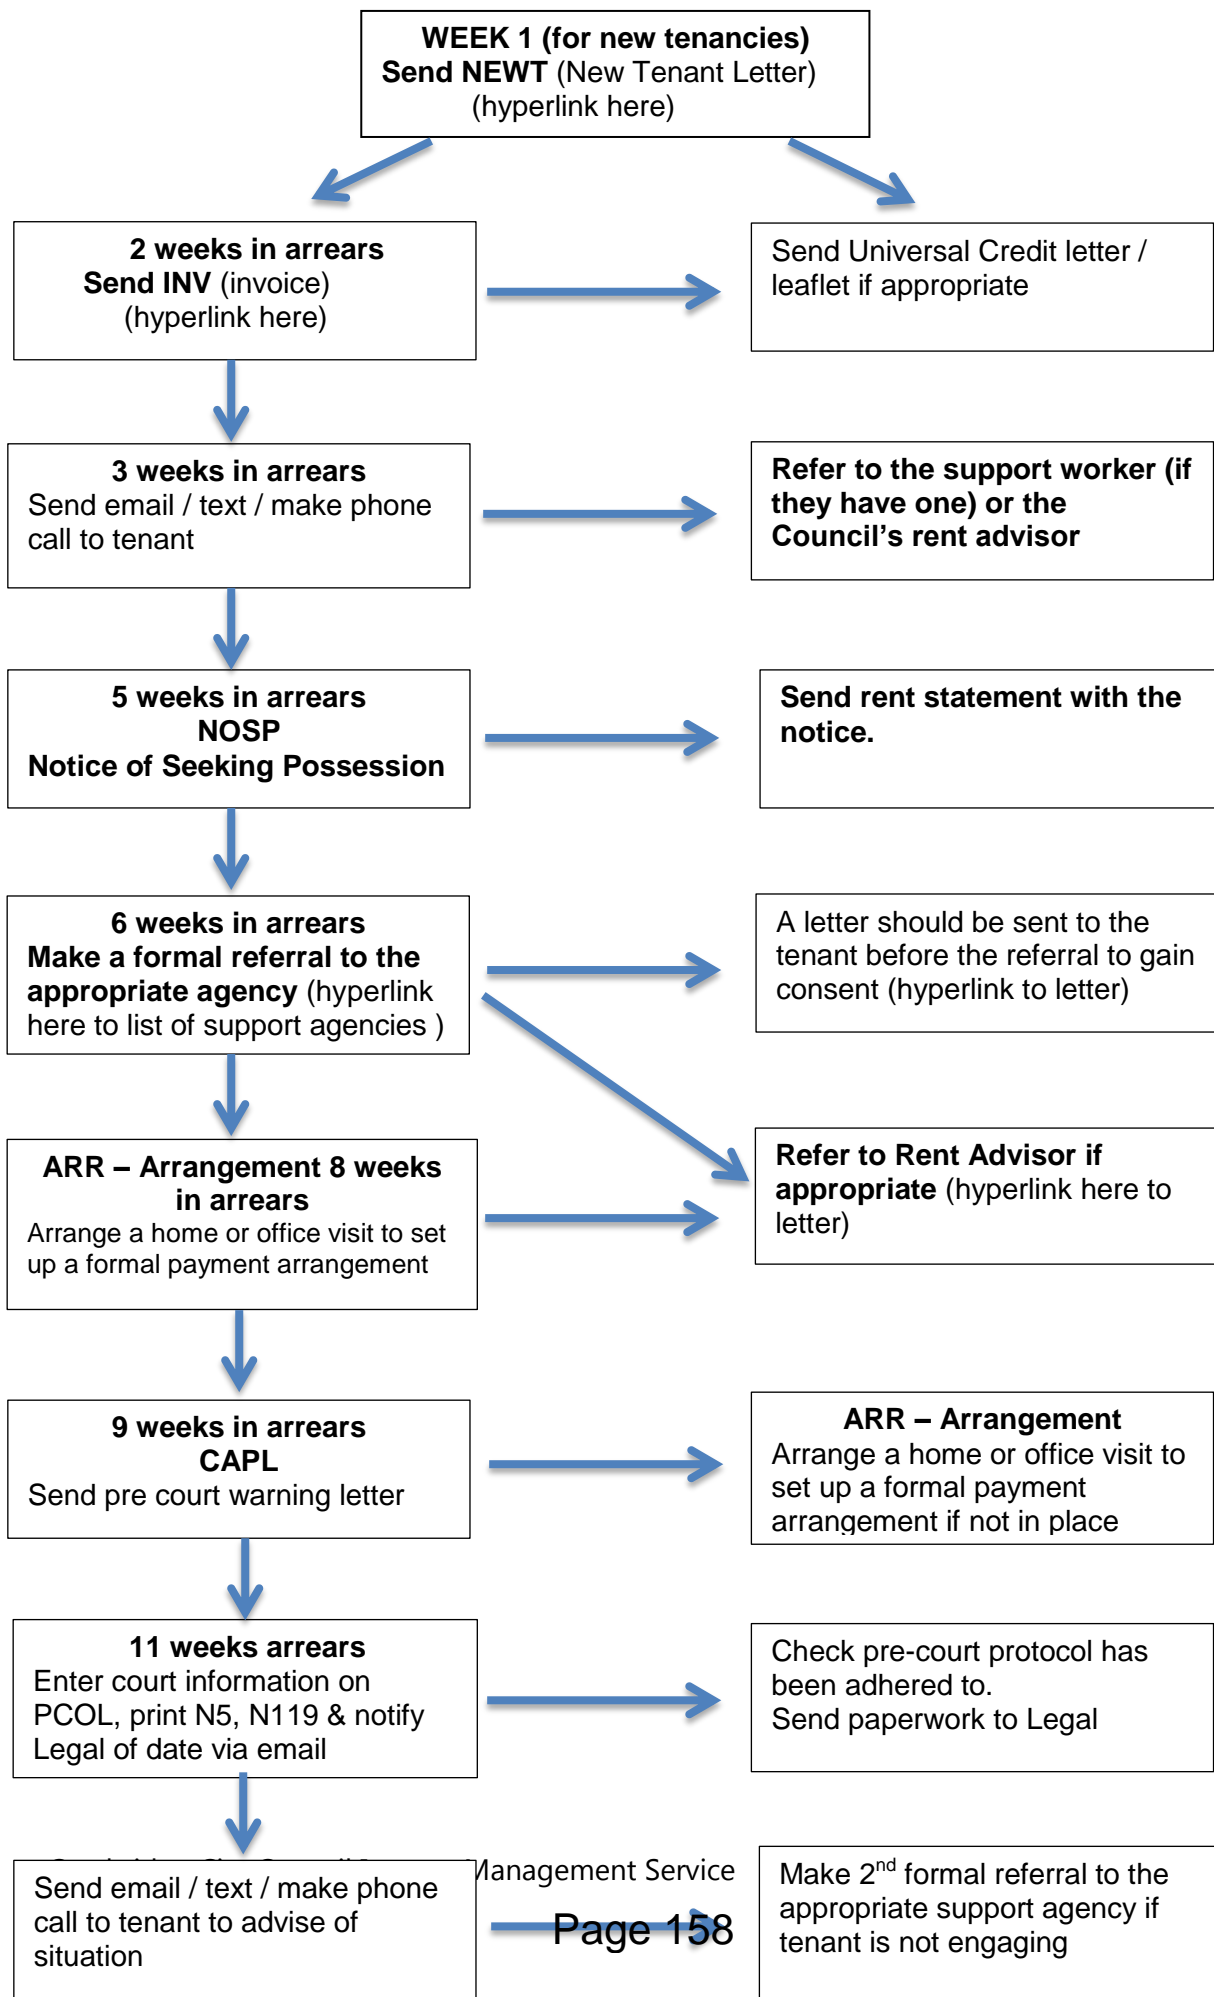 WEEK 1 (for new tenancies)
Send NEWT (New Tenant Letter)
(hyperlink here)
2 weeks in arrears
Send INV (invoice)
(hyperlink here)
Send Universal Credit letter /
leaflet if appropriate
3 weeks in arrears
Send email / text / make phone
call to tenant
Refer to the support worker (if
they have one) or the
Council’s rent advisor
5 weeks in arrears
NOSP
Notice of Seeking Possession
Send rent statement with the
notice.
6 weeks in arrears
Make a formal referral to the
appropriate agency (hyperlink
here to list of support agencies )
A letter should be sent to the
tenant before the referral to gain
consent (hyperlink to letter)
ARR – Arrangement 8 weeks
in arrears
Arrange a home or office visit to set
up a formal payment arrangement
Refer to Rent Advisor if
appropriate (hyperlink here to
letter)
9 weeks in arrears
CAPL
Send pre court warning letter
ARR – Arrangement
Arrange a home or office visit to
set up a formal payment
arrangement if not in place
11 weeks arrears
Enter court information on
PCOL, print N5, N119 & notify
Legal of date via email
Check pre-court protocol has
been adhered to.
Send paperwork to Legal
Management Service
Send email / text / make phone
call to tenant to advise of
situation
Page 158
Make 2nd formal referral to the
appropriate support agency if
tenant is not engaging